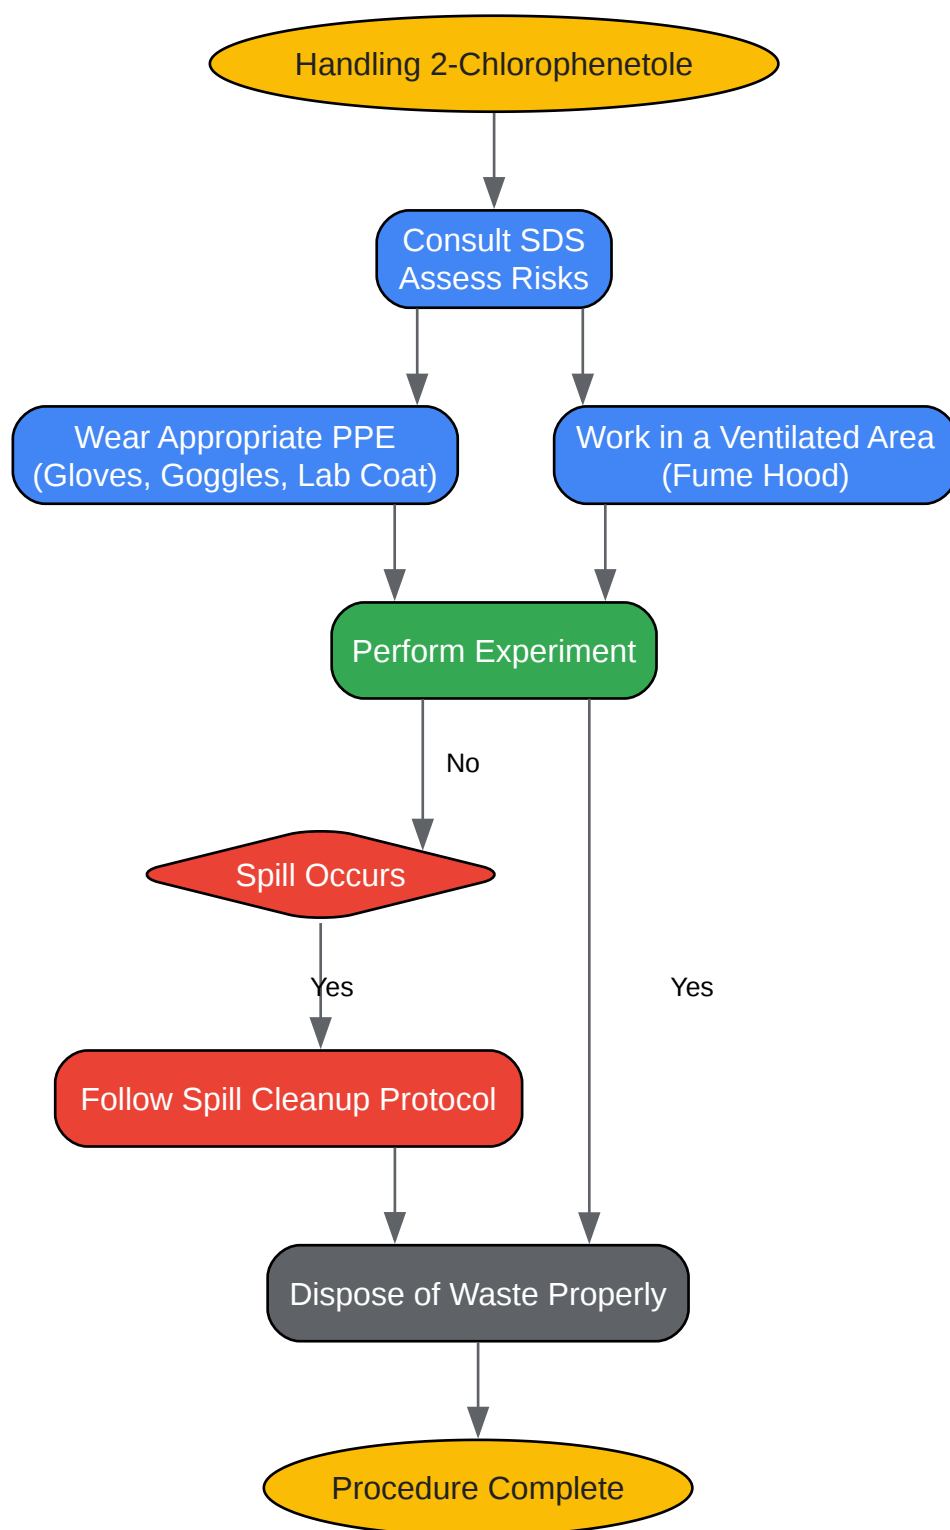 Handling 2-Chlorophenetole
Consult SDS
Assess Risks
Wear Appropriate PPE
(Gloves, Goggles, Lab Coat)
Work in a Ventilated Area
(Fume Hood)
Perform Experiment
No
Spill Occurs
Yes
Yes
Follow Spill Cleanup Protocol
Dispose of Waste Properly
Procedure Complete